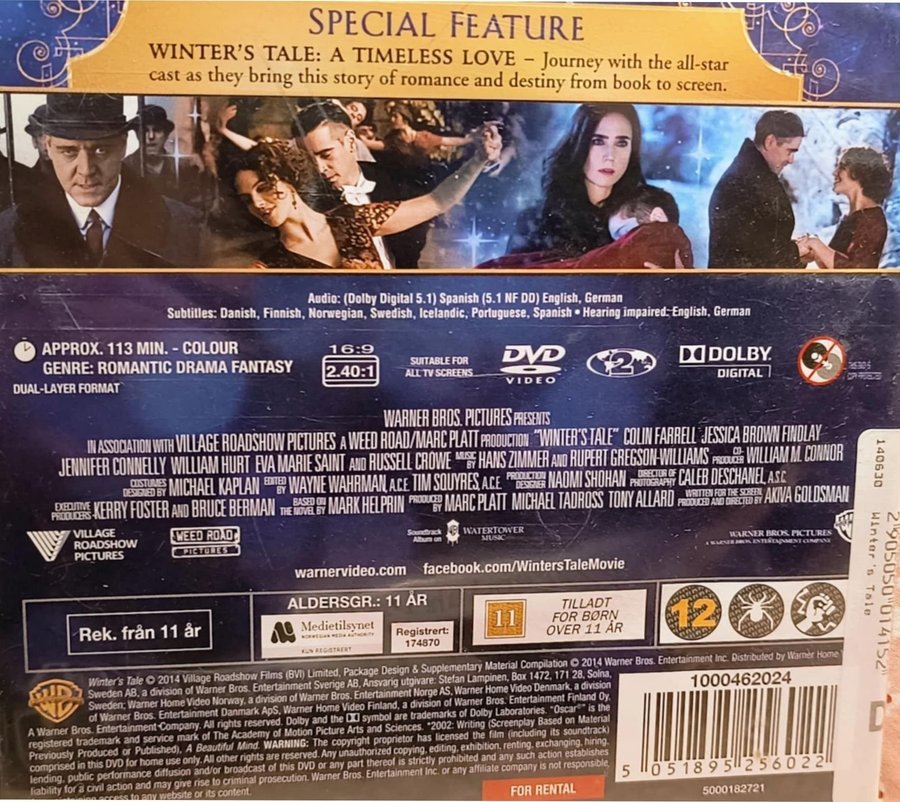 SPECIAL FEATURE
WINTER'S TALE: A TIMELESS LOVE – Journey with the all-star
cast as they bring this story of romance and destiny from book to screen.
Audio: (Dolby Digital 5.1) Spanish (5.1 NF DD) English, German
Subtitles: Danish, Finnish, Norwegian, Swedish, Icelandic, Portuguese, Spanish • Hearing impaired: English, German
APPROX. 113 MIN. - COLOUR
GENRE: ROMANTIC DRAMA FANTASY
DUAL-LAYER FORMAT
16:9
2.40:1
SUITABLE FOR
ALL TV SCREENS
DVD
VIDEO
2
DOLBY
DIGITAL
WARNER BROS. PICTURES PRESENTS
IN ASSOCIATION WITH VILLAGE ROADSHOW PICTURES A WEED ROAD/MARC PLATT PRODUCTION "WINTER'S TALE" COLIN FARRELL JESSICA BROWN FINDLAY
JENNIFER CONNELLY WILLIAM HURT EVA MARIE SAINT AND RUSSELL CROWE MUSIC BY HANS ZIMMER AND RUPERT GREGSON-WILLIAMS CO-PRODUCER WILLIAM M. CONNOR
COSTUMES DESIGNED BY MICHAEL KAPLAN EDITED BY WAYNE WAHRMAN, A.C.E. TIM SQUYRES, A.C.E. PRODUCTION DESIGNER NAOMI SHOHAN DIRECTOR OF PHOTOGRAPHY CALEB DESCHANEL, A.S.C.
EXECUTIVE PRODUCERS KERRY FOSTER AND BRUCE BERMAN BASED ON THE NOVEL BY MARK HELPRIN PRODUCED BY MARC PLATT MICHAEL TADROSS TONY ALLARD WRITTEN FOR THE SCREEN PRODUCED AND DIRECTED BY AKIVA GOLDSMAN
VILLAGE
ROADSHOW
PICTURES
WEED ROAD
PICTURES
Soundtrack
Album on
WATERTOWER
MUSIC
WARNER BROS. PICTURES
A WARNER BROS. ENTERTAINMENT COMPANY
warnervideo.com facebook.com/WintersTaleMovie
Rek. från 11 år
ALDERSGR.: 11 ÅR
Medietilsynet
NORWEGIAN MEDIA AUTHORITY
KUN REGISTRERT
Registrert:
174870
11
TILLADT
FOR BØRN
OVER 11 ÅR
12
Winter's Tale © 2014 Village Roadshow Films (BVI) Limited, Package Design & Supplementary Material Compilation © 2014 Warner Bros. Entertainment Inc. Distributed by Warner Home
Sweden AB, a division of Warner Bros. Entertainment Sverige AB, Ansvarig utgivare: Stefan Lampinen, Box 1472, 171 28, Solna,
Sweden; Warner Home Video Norway, a division of Warner Bros. Entertainment Norge AS, Warner Home Video Denmark, a division
of Warner Bros. Entertainment Danmark ApS, Warner Home Video Finland, a division of Warner Bros. Entertainment Finland Oy.
A Warner Bros. Entertainment Company. All rights reserved. Dolby and the DD symbol are trademarks of Dolby Laboratories. "Oscar®" is the
registered trademark and service mark of The Academy of Motion Picture Arts and Sciences. *2002: Writing (Screenplay Based on Material
Previously Produced or Published), A Beautiful Mind. WARNING: The copyright proprietor has licensed the film (including its soundtrack)
comprised in this DVD for home use only. All other rights are reserved. Any unauthorized copying, editing, exhibition, renting, exchanging, hiring,
lending, public performance diffusion and/or broadcast of this DVD or any part thereof is strictly prohibited and any such action establishes
liability for a civil action and may give rise to criminal prosecution. Warner Bros. Entertainment Inc. or any affiliate company is not responsible,
access to any website or its content.
FOR RENTAL
1000462024
5 051895 256022
5000182721
140630 Winter's Tale
D